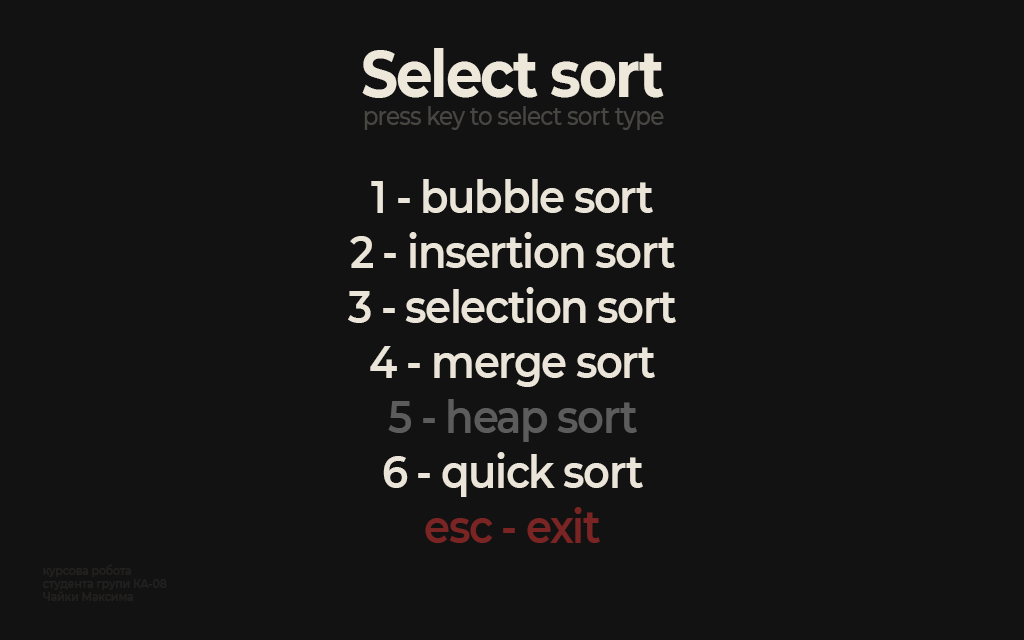 Select sort
press key to select sort type
1 - bubble sort
2 - insertion sort
3 - selection sort
4 - merge sort
5 - heap sort
6 - quick sort
esc - exit
курсова робота
студента групи КА-08
Чайки Максима